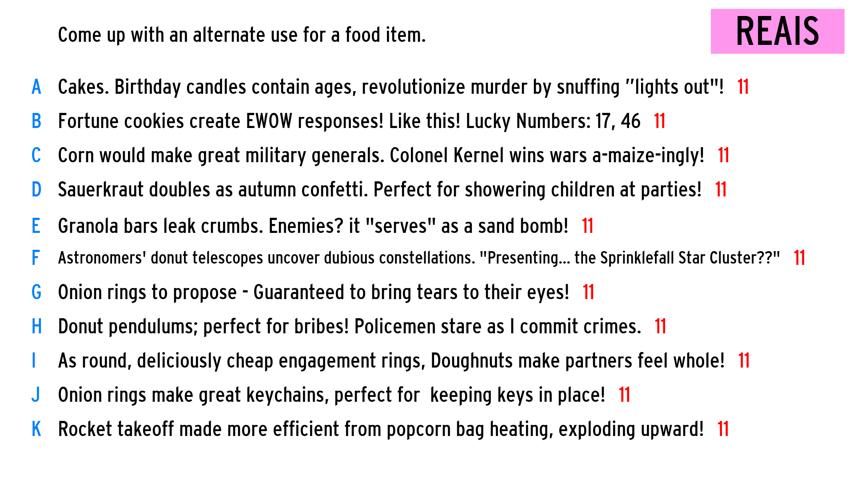 Come up with an alternate use for a food item.
REAIS
A Cakes. Birthday candles contain ages, revolutionize murder by snuffing "lights out"! 11
B Fortune cookies create EWOW responses! Like this! Lucky Numbers: 17, 46 11
C Corn would make great military generals. Colonel Kernel wins wars a-maize-ingly! 11
D Sauerkraut doubles as autumn confetti. Perfect for showering children at parties! 11
E Granola bars leak crumbs. Enemies? it "serves" as a sand bomb! 11
F Astronomers' donut telescopes uncover dubious constellations. "Presenting... the Sprinklefall Star Cluster??" 11
G Onion rings to propose - Guaranteed to bring tears to their eyes! 11
H Donut pendulums; perfect for bribes! Policemen stare as I commit crimes. 11
I As round, deliciously cheap engagement rings, Doughnuts make partners feel whole! 11
J Onion rings make great keychains, perfect for keeping keys in place! 11
K Rocket takeoff made more efficient from popcorn bag heating, exploding upward! 11